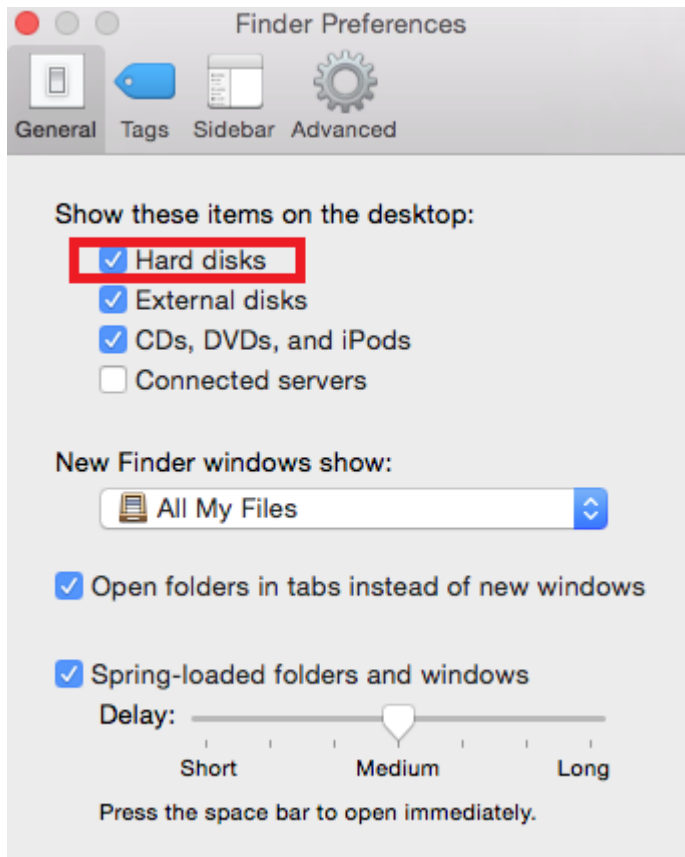 Finder Preferences
General Tags Sidebar Advanced
Show these items on the desktop:
Hard disks
External disks
CDs, DVDs, and iPods
Connected servers
New Finder windows show:
All My Files
Open folders in tabs instead of new windows
Spring-loaded folders and windows
Delay:
Short Medium Long
Press the space bar to open immediately.